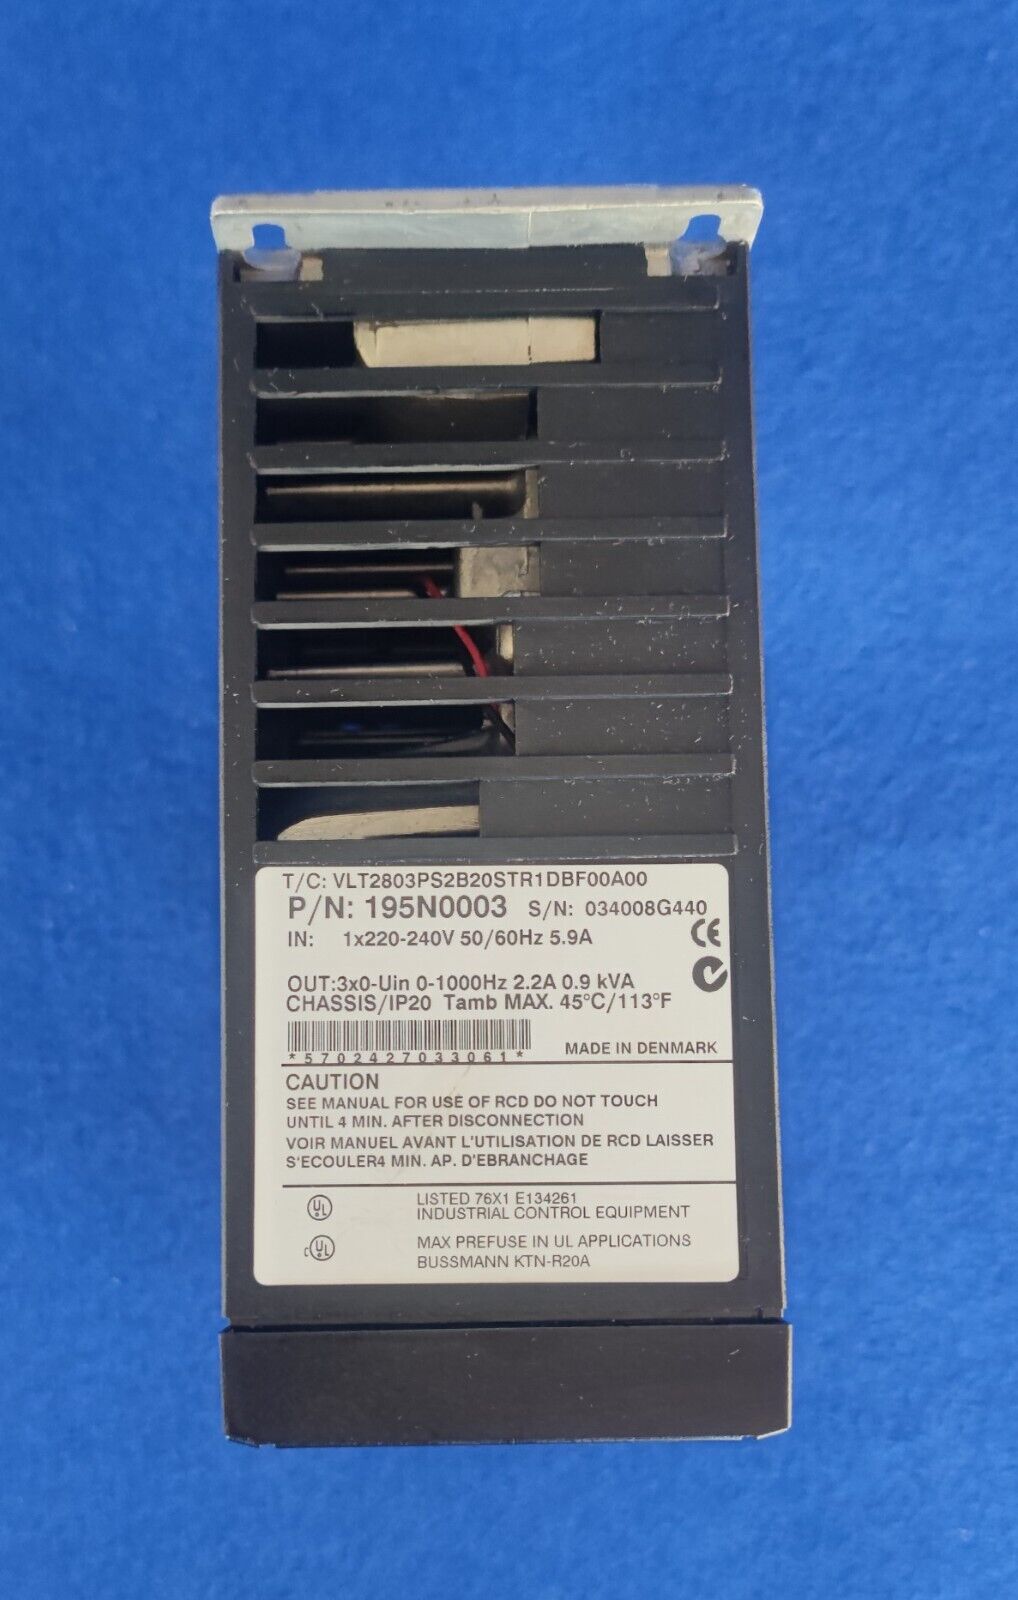 T/C: VLT2803PS2B20STR1DBF00A00
P/N: 195N0003 S/N: 034008G440
IN: 1x220-240V 50/60Hz 5.9A
CE
OUT:3x0-Uin 0-1000Hz 2.2A 0.9 kVA
CHASSIS/IP20 Tamb MAX. 45°C/113°F
*5702427033061*
MADE IN DENMARK
CAUTION
SEE MANUAL FOR USE OF RCD DO NOT TOUCH
UNTIL 4 MIN. AFTER DISCONNECTION
VOIR MANUEL AVANT L'UTILISATION DE RCD LAISSER
S'ECOULER4 MIN. AP. D'EBRANCHAGE
UL LISTED 76X1 E134261
INDUSTRIAL CONTROL EQUIPMENT
c UL MAX PREFUSE IN UL APPLICATIONS
BUSSMANN KTN-R20A